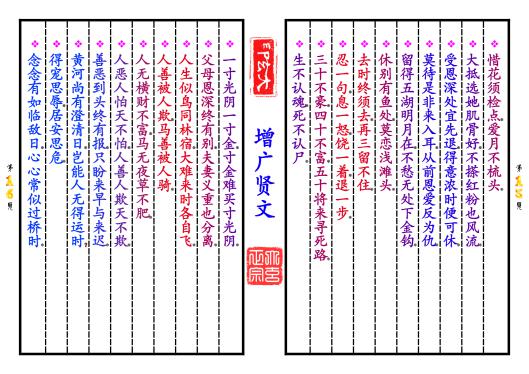 惜花须检点，爱月不梳头。
大抵选她肌骨好，不搽红粉也风流。
受恩深处宜先退，得意浓时便可休。
莫待是非来入耳，从前恩爱反为仇。
留得五湖明月在，不愁无处下金钩。
休别有鱼处，莫恋浅滩头。
去时终须去，再三留不住。
忍一句，息一怒，饶一着，退一步。
三十不豪，四十不富，五十将来寻死路。
生不认魂，死不认尸。
增广贤文
一寸光阴一寸金，寸金难买寸光阴。
父母恩深终有别，夫妻义重也分离。
人生似鸟同林宿，大难来时各自飞。
人善被人欺，马善被人骑。
人无横财不富，马无夜草不肥。
人恶人怕天不怕，人善人欺天不欺。
善恶到头终有报，只盼来早与来迟。
黄河尚有澄清日，岂能人无得运时。
得宠思辱，居安思危。
念念有如临敌日，心心常似过桥时。